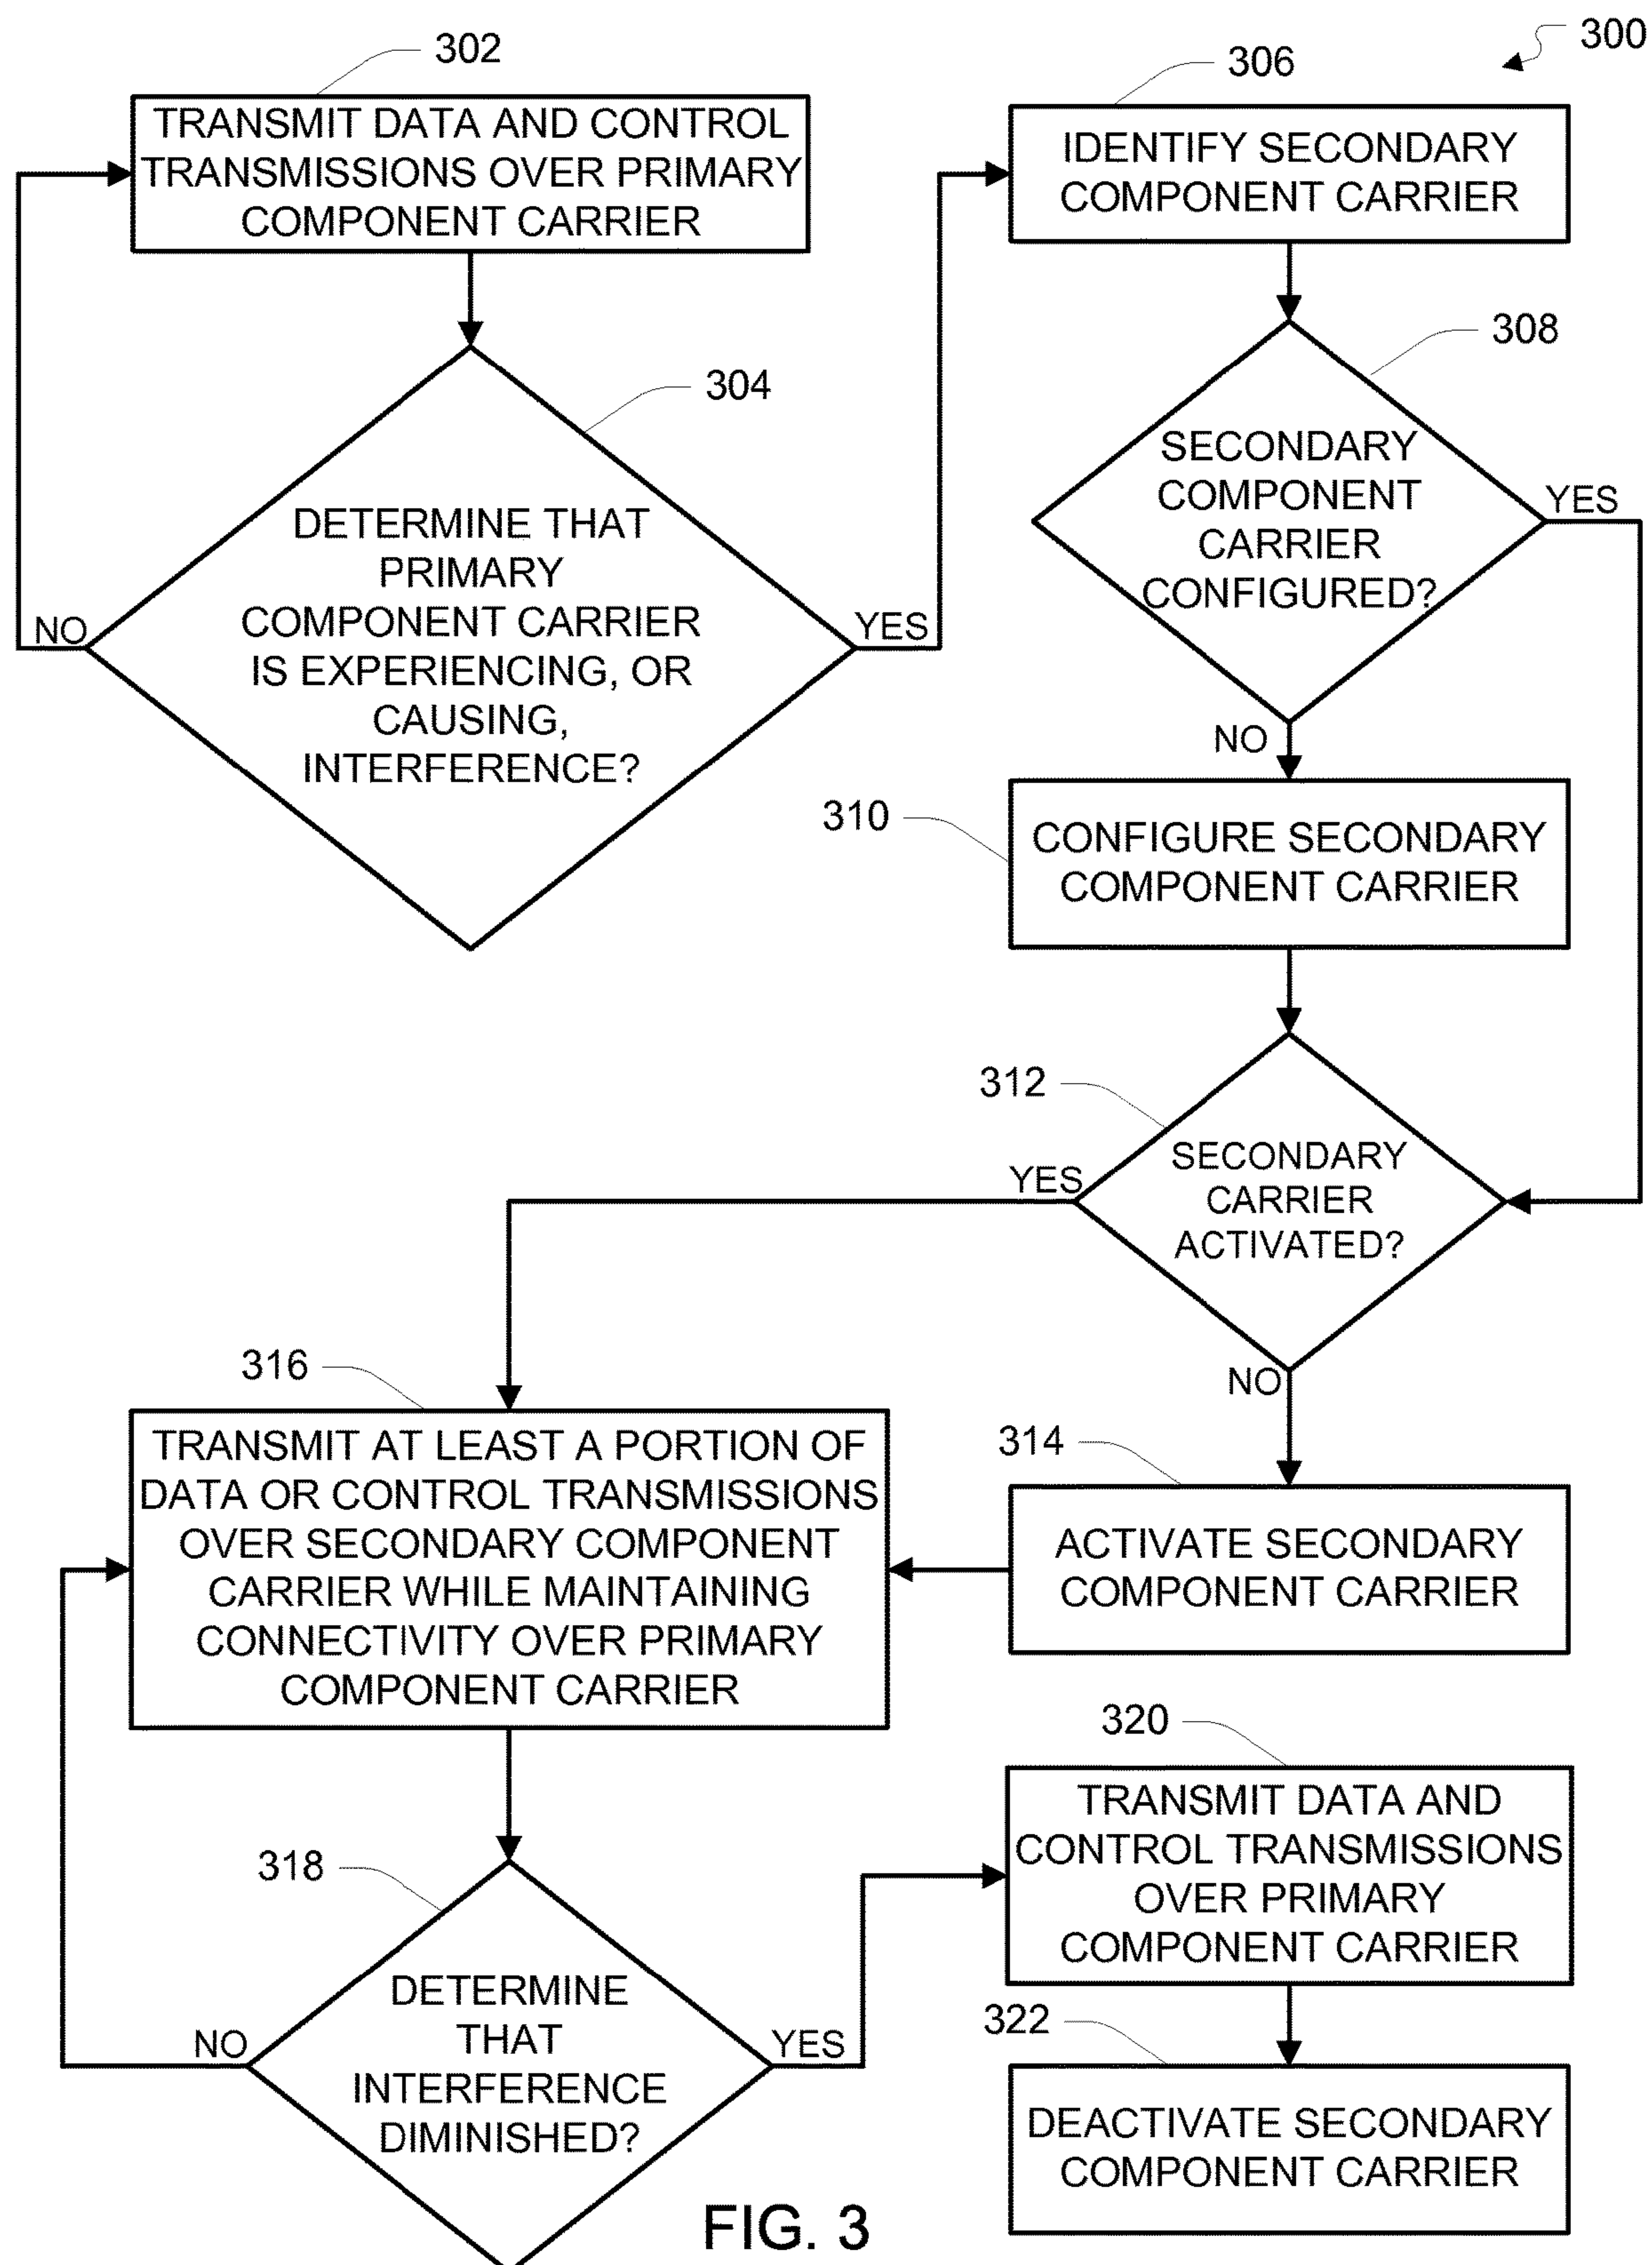 300
302
TRANSMIT DATA AND CONTROL
TRANSMISSIONS OVER PRIMARY
COMPONENT CARRIER
304
DETERMINE THAT
PRIMARY
COMPONENT CARRIER
IS EXPERIENCING, OR
CAUSING,
INTERFERENCE?
NO
YES
306
IDENTIFY SECONDARY
COMPONENT CARRIER
308
SECONDARY
COMPONENT
CARRIER
CONFIGURED?
YES
NO
310
CONFIGURE SECONDARY
COMPONENT CARRIER
312
SECONDARY
CARRIER
ACTIVATED?
YES
NO
314
ACTIVATE SECONDARY
COMPONENT CARRIER
316
TRANSMIT AT LEAST A PORTION OF
DATA OR CONTROL TRANSMISSIONS
OVER SECONDARY COMPONENT
CARRIER WHILE MAINTAINING
CONNECTIVITY OVER PRIMARY
COMPONENT CARRIER
318
DETERMINE
THAT
INTERFERENCE
DIMINISHED?
NO
YES
320
TRANSMIT DATA AND
CONTROL TRANSMISSIONS
OVER PRIMARY
COMPONENT CARRIER
322
DEACTIVATE SECONDARY
COMPONENT CARRIER
FIG. 3